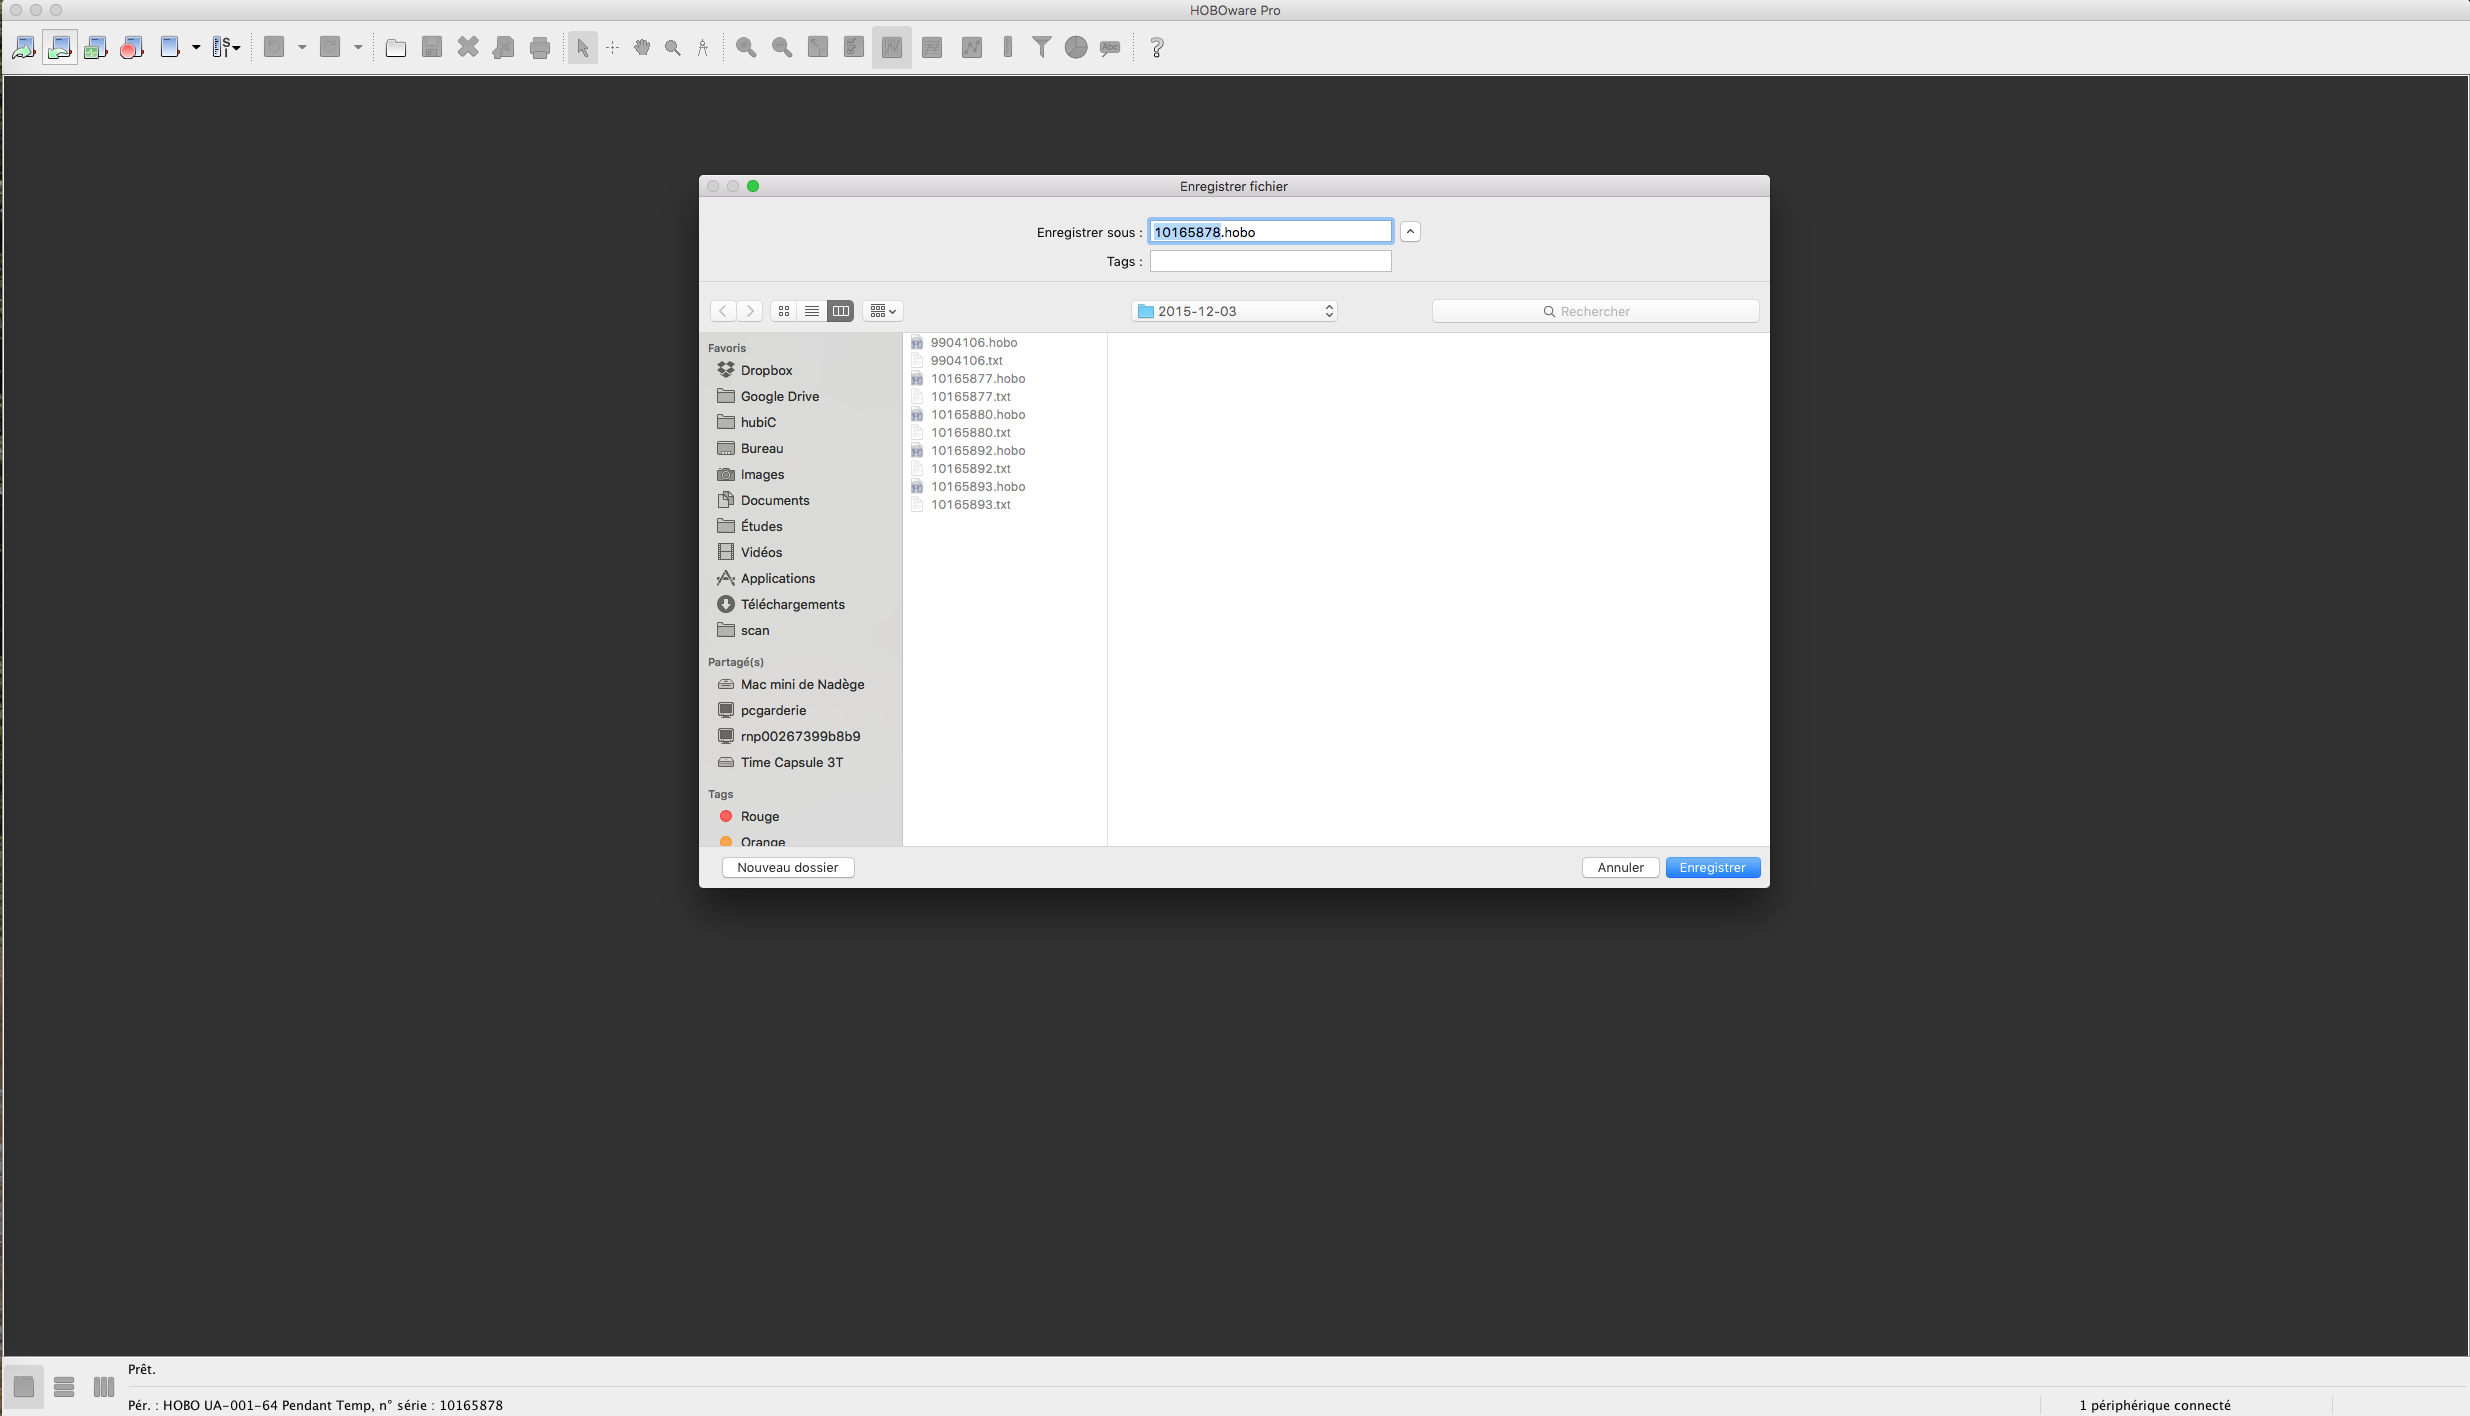 HOBOware Pro
S
Abc
?
Enregistrer fichier
Enregistrer sous : 10165878.hobo
Tags :
2015-12-03
Rechercher
Favoris
Dropbox
Google Drive
hubiC
Bureau
Images
Documents
Études
Vidéos
Applications
Téléchargements
scan
Partagé(s)
Mac mini de Nadège
pcgarderie
rnp00267399b8b9
Time Capsule 3T
Tags
Rouge
Orange
9904106.hobo
9904106.txt
10165877.hobo
10165877.txt
10165880.hobo
10165880.txt
10165892.hobo
10165892.txt
10165893.hobo
10165893.txt
Nouveau dossier
Annuler
Enregistrer
Prêt.
Pér. : HOBO UA-001-64 Pendant Temp, n° série : 10165878
1 périphérique connecté